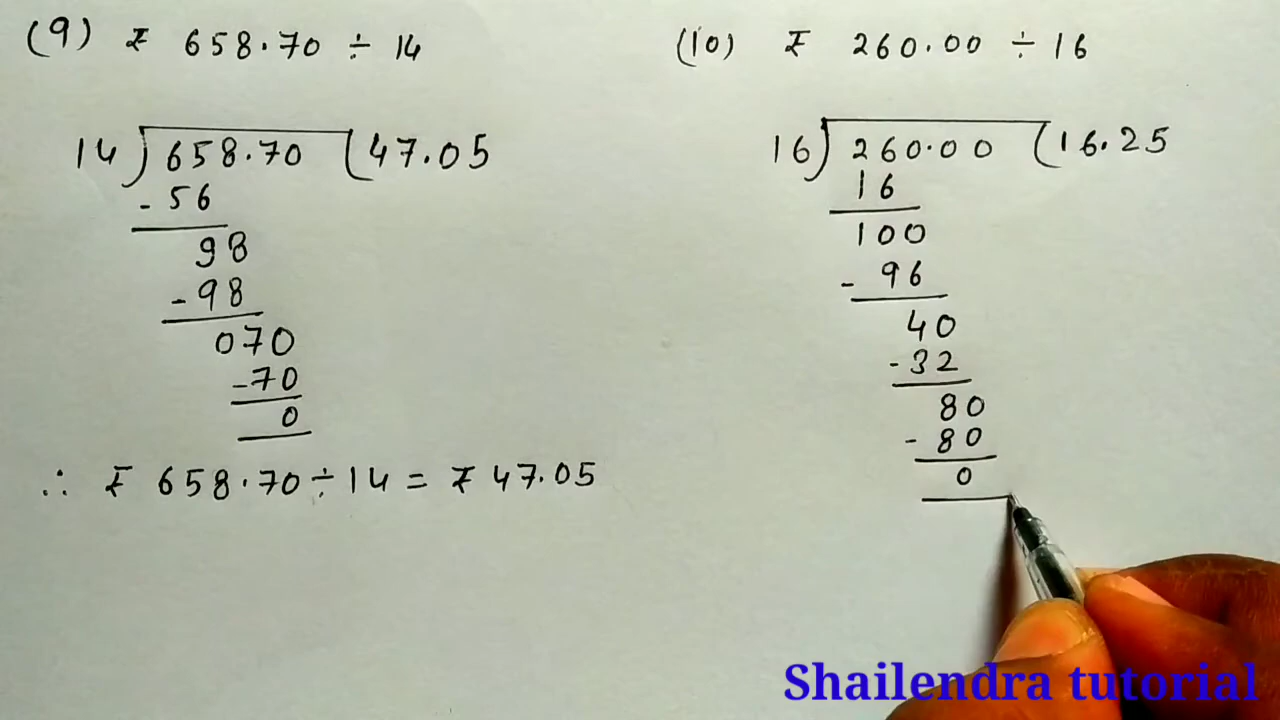 (9) ₹ 658.70 ÷ 14
14) 658.70 (47.05
- 56
98
- 98
070
- 70
0
∴ ₹ 658.70 ÷ 14 = ₹ 47.05
(10) ₹ 260.00 ÷ 16
16) 260.00 (16.25
16
100
- 96
40
- 32
80
- 80
0
Shailendra tutorial